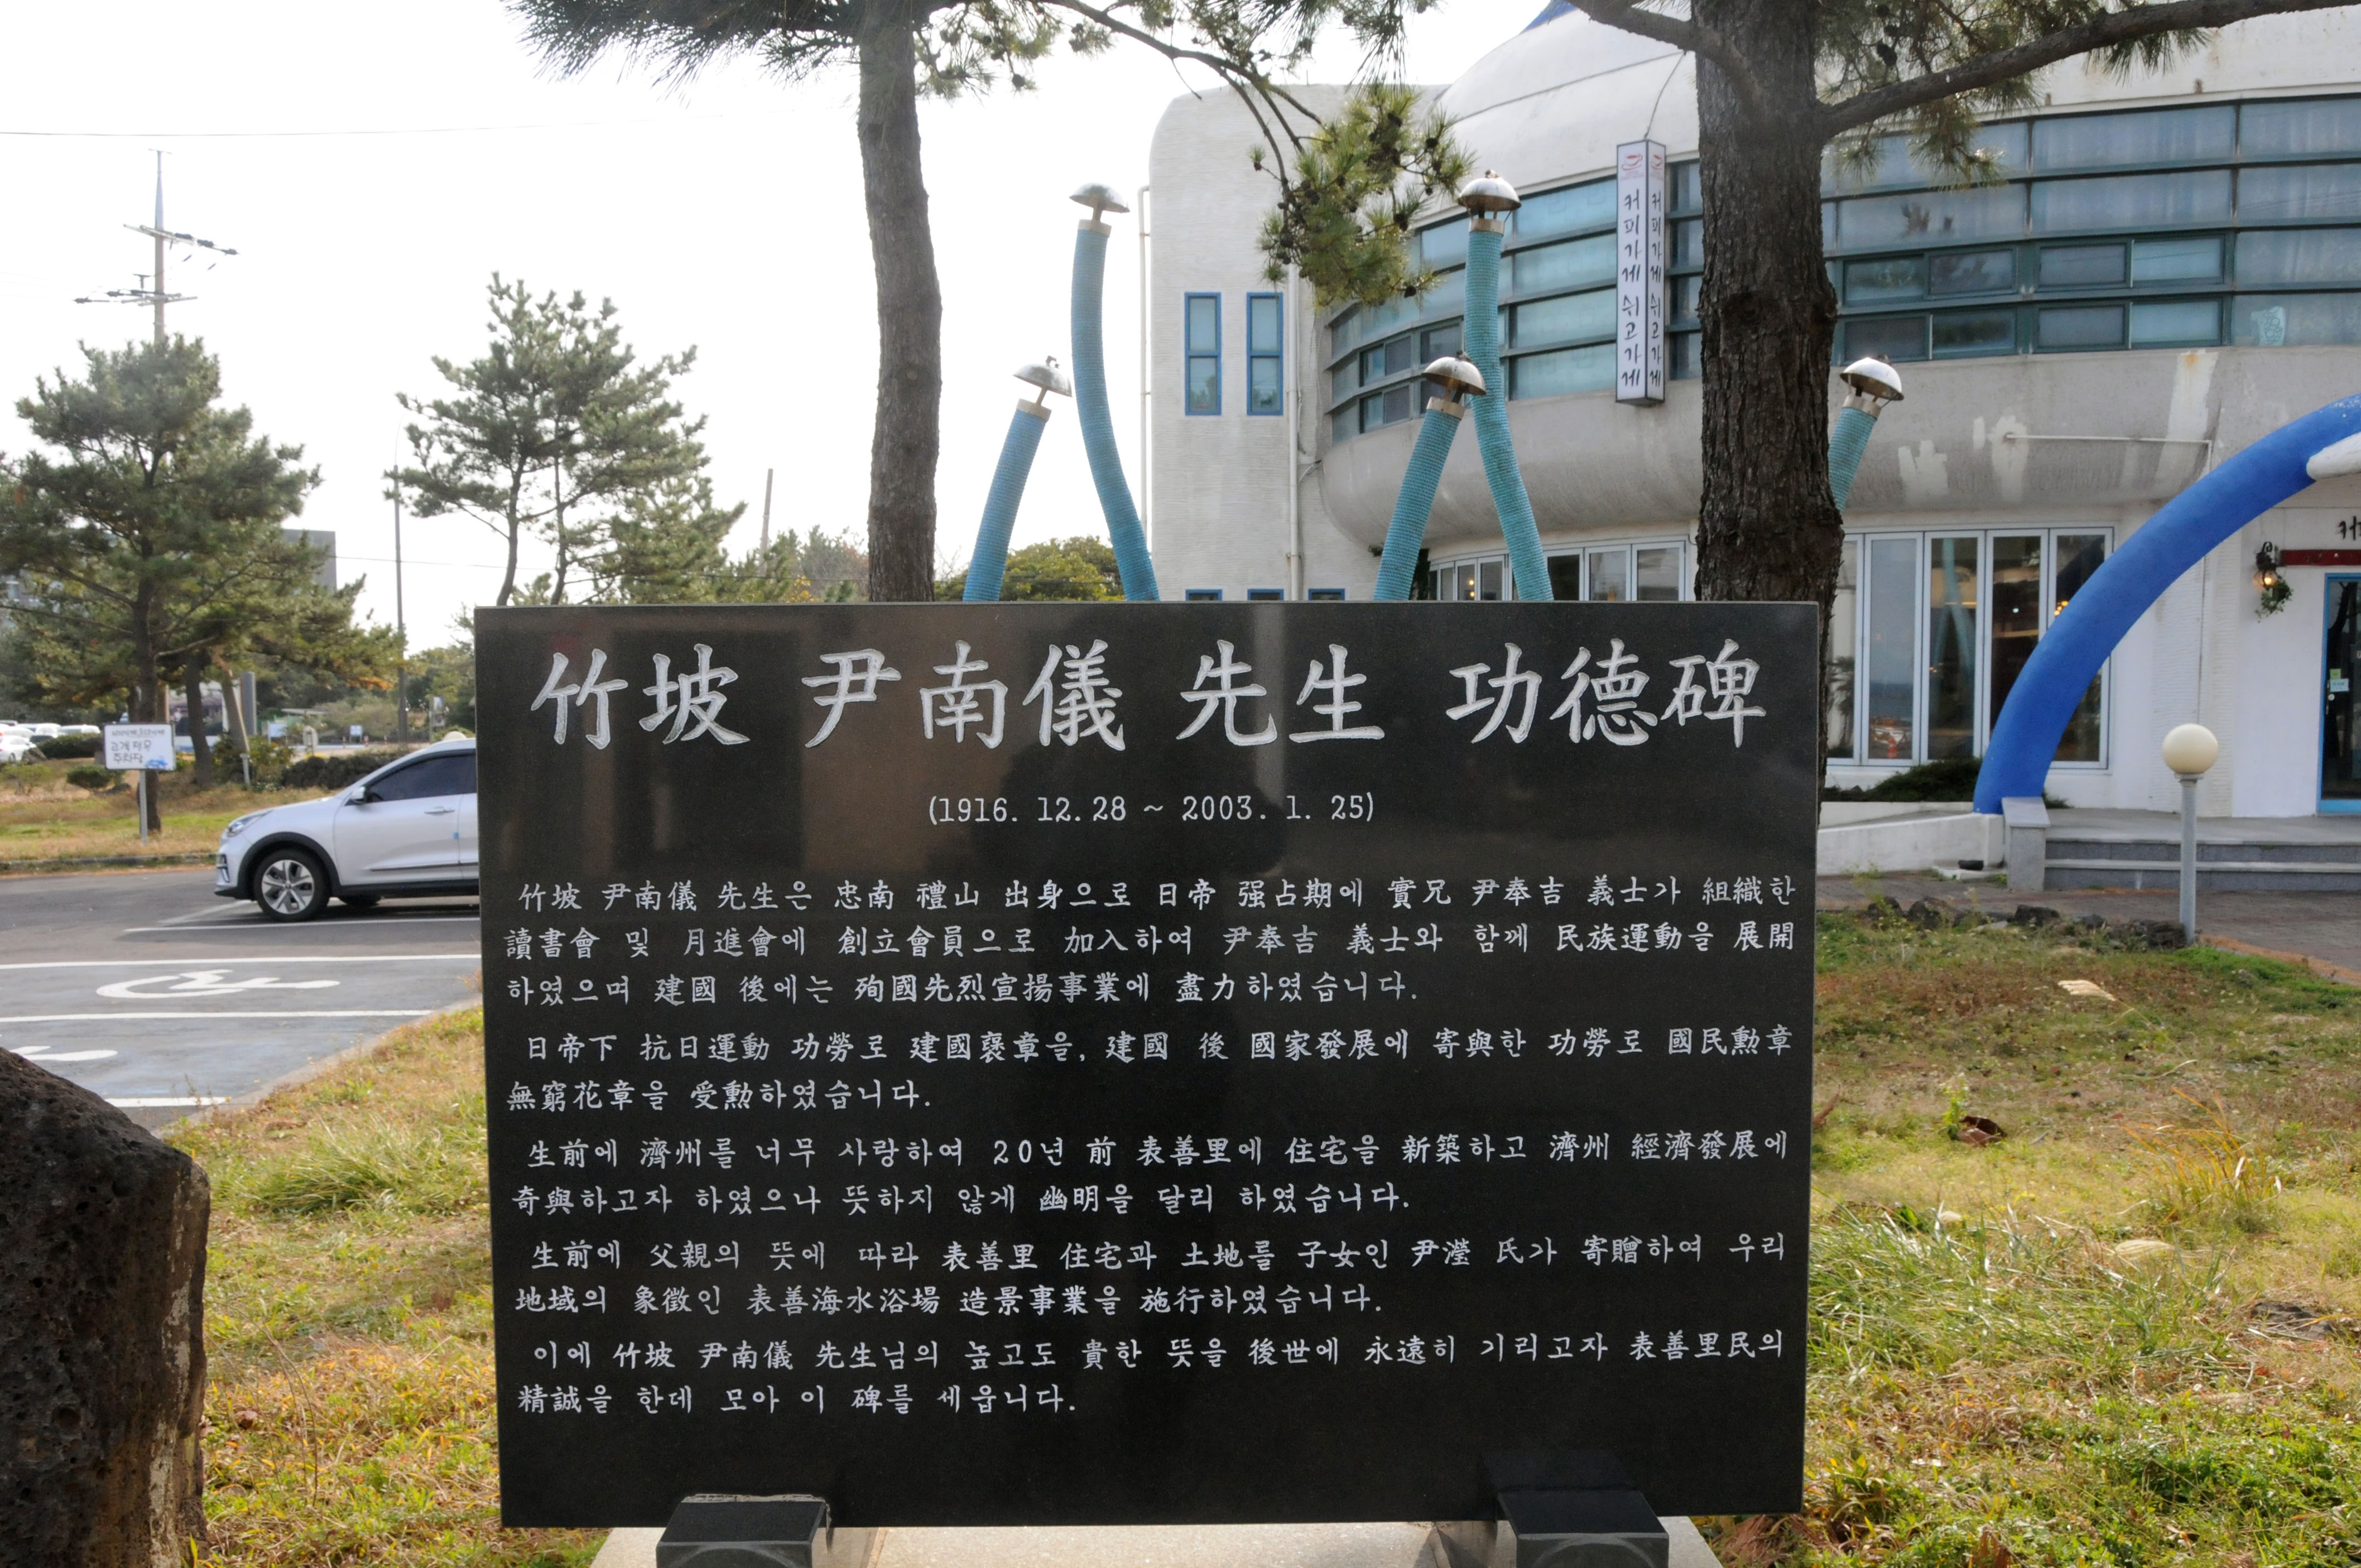 커피가게 쉬고가게
커피가게 쉬고가게
竹坡 尹南儀 先生 功德碑
(1916. 12. 28 ~ 2003. 1. 25)
竹坡 尹南儀 先生은 忠南 禮山 出身으로 日帝 强占期에 實兄 尹奉吉 義士가 組織한
讀書會 및 月進會에 創立會員으로 加入하여 尹奉吉 義士와 함께 民族運動을 展開
하였으며 建國 後에는 殉國先烈宣揚事業에 盡力하였습니다.
日帝下 抗日運動 功勞로 建國褒章을, 建國 後 國家發展에 寄與한 功勞로 國民勳章
無窮花章을 受勳하였습니다.
生前에 濟州를 너무 사랑하여 20년 前 表善里에 住宅을 新築하고 濟州 經濟發展에
奇與하고자 하였으나 뜻하지 않게 幽明을 달리 하였습니다.
生前에 父親의 뜻에 따라 表善里 住宅과 土地를 子女인 尹瀅 氏가 寄贈하여 우리
地域의 象徵인 表善海水浴場 造景事業을 施行하였습니다.
이에 竹坡 尹南儀 先生님의 높고도 貴한 뜻을 後世에 永遠히 기리고자 表善里民의
精誠을 한데 모아 이 碑를 세웁니다.